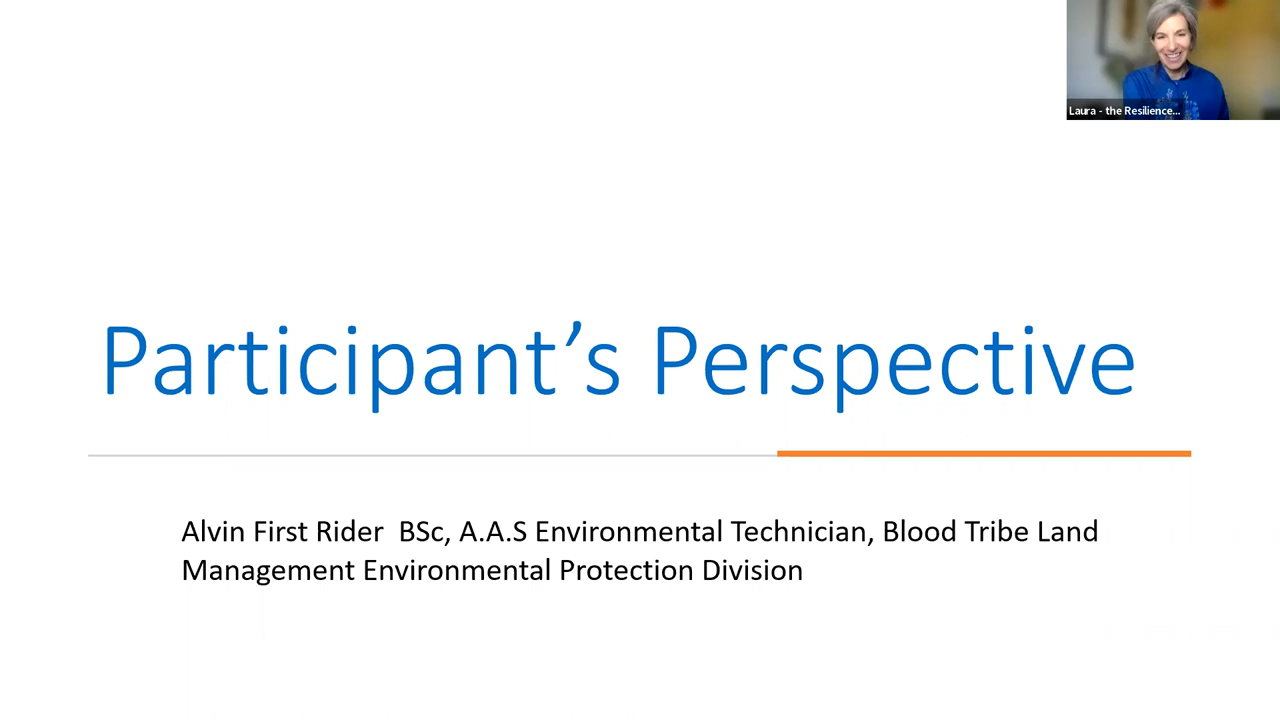 Laura - the Resilience...
Participant’s Perspective
Alvin First Rider  BSc, A.A.S Environmental Technician, Blood Tribe Land
Management Environmental Protection Division